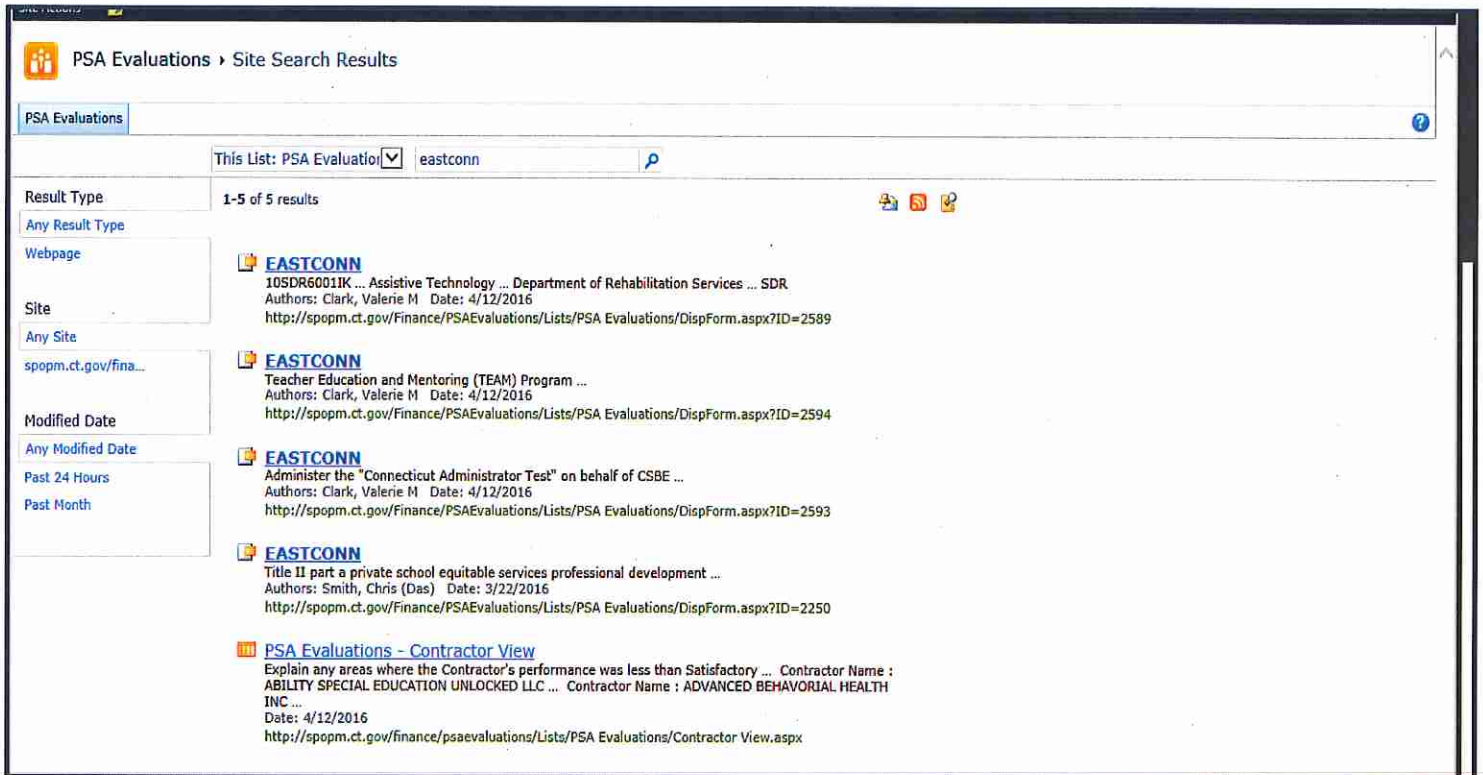 Site Actions
PSA Evaluations › Site Search Results
PSA Evaluations
This List: PSA Evaluation
eastconn
Result Type
Any Result Type
Webpage
Site
Any Site
spopm.ct.gov/fina...
Modified Date
Any Modified Date
Past 24 Hours
Past Month
1-5 of 5 results
EASTCONN
10SDR6001IK ... Assistive Technology ... Department of Rehabilitation Services ... SDR
Authors: Clark, Valerie M Date: 4/12/2016
http://spopm.ct.gov/Finance/PSAEvaluations/Lists/PSA Evaluations/DispForm.aspx?ID=2589
EASTCONN
Teacher Education and Mentoring (TEAM) Program ...
Authors: Clark, Valerie M Date: 4/12/2016
http://spopm.ct.gov/Finance/PSAEvaluations/Lists/PSA Evaluations/DispForm.aspx?ID=2594
EASTCONN
Administer the "Connecticut Administrator Test" on behalf of CSBE ...
Authors: Clark, Valerie M Date: 4/12/2016
http://spopm.ct.gov/Finance/PSAEvaluations/Lists/PSA Evaluations/DispForm.aspx?ID=2593
EASTCONN
Title II part a private school equitable services professional development ...
Authors: Smith, Chris (Das) Date: 3/22/2016
http://spopm.ct.gov/Finance/PSAEvaluations/Lists/PSA Evaluations/DispForm.aspx?ID=2250
PSA Evaluations - Contractor View
Explain any areas where the Contractor's performance was less than Satisfactory ... Contractor Name :
ABILITY SPECIAL EDUCATION UNLOCKED LLC ... Contractor Name : ADVANCED BEHAVORIAL HEALTH
INC ...
Date: 4/12/2016
http://spopm.ct.gov/finance/psaevaluations/Lists/PSA Evaluations/Contractor View.aspx